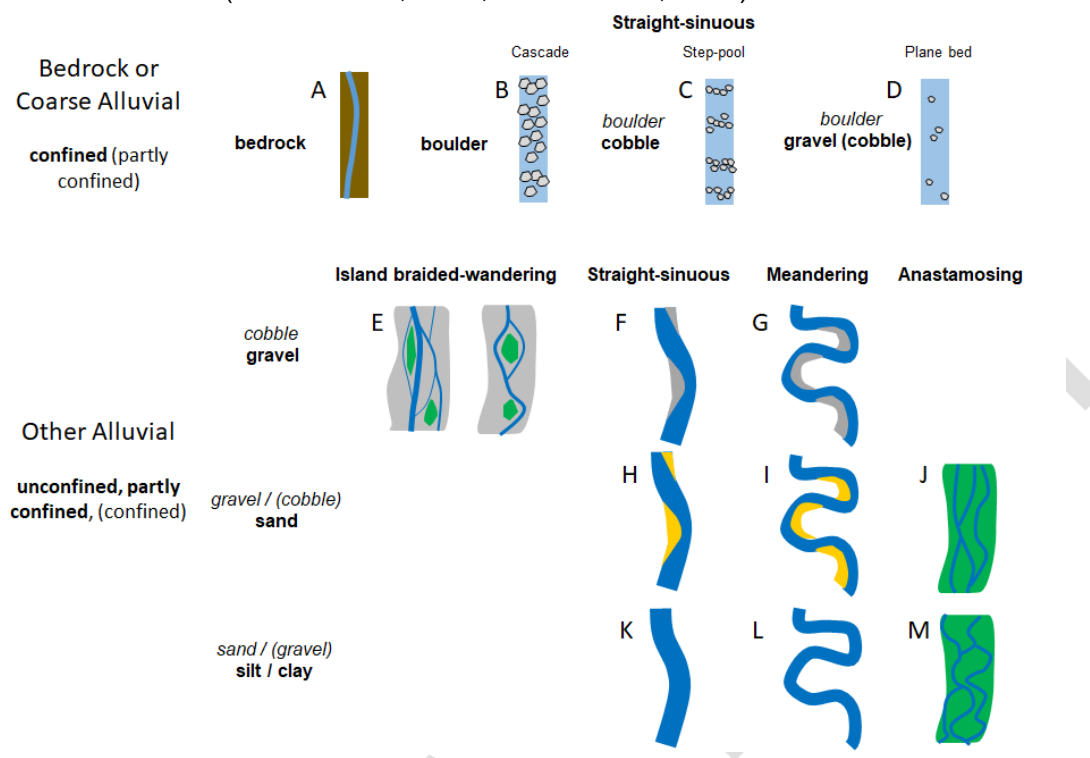 Straight-sinuous
Cascade
Step-pool
Plane bed
Bedrock or
Coarse Alluvial
confined (partly
confined)
A
bedrock
B
boulder
C
boulder
cobble
D
boulder
gravel (cobble)
Island braided-wandering
Straight-sinuous
Meandering
Anastamosing
Other Alluvial
unconfined, partly
confined, (confined)
cobble
gravel
E
F
G
gravel / (cobble)
sand
H
I
J
sand / (gravel)
silt / clay
K
L
M